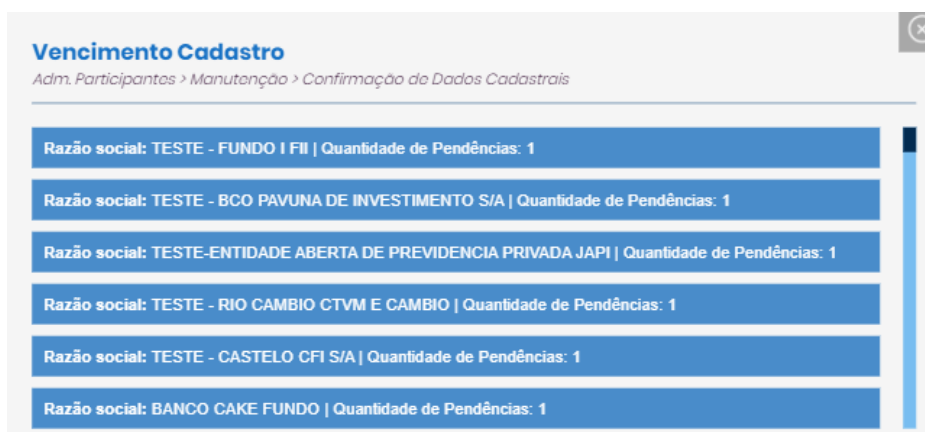 Vencimento Cadastro
Adm. Participantes > Manutenção > Confirmação de Dados Cadastrais
Razão social: TESTE - FUNDO I FII | Quantidade de Pendências: 1
Razão social: TESTE - BCO PAVUNA DE INVESTIMENTO S/A | Quantidade de Pendências: 1
Razão social: TESTE-ENTIDADE ABERTA DE PREVIDENCIA PRIVADA JAPI | Quantidade de Pendências: 1
Razão social: TESTE - RIO CAMBIO CTVM E CAMBIO | Quantidade de Pendências: 1
Razão social: TESTE - CASTELO CFI S/A | Quantidade de Pendências: 1
Razão social: BANCO CAKE FUNDO | Quantidade de Pendências: 1